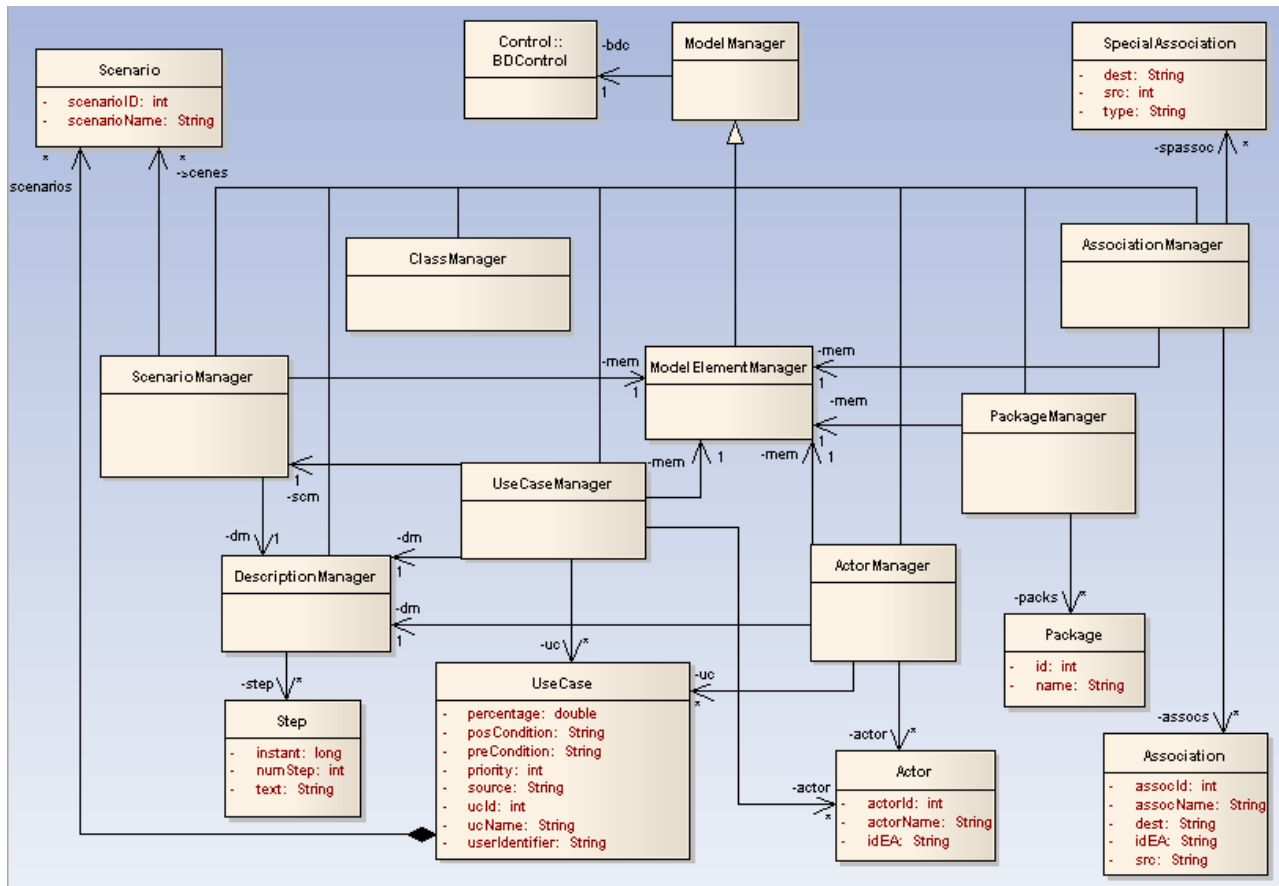 Control::
BDControl
-bdc
1
ModelManager
SpecialAssociation
- dest: String
- src: int
- type: String
Scenario
- scenarioID: int
- scenarioName: String
*
scenarios
*
-scenes
-spassoc
*
ClassManager
AssociationManager
ScenarioManager
-mem
1
ModelElementManager
-mem
1
-mem
1
PackageManager
-mem
1
-mem
1
1
-scm
UseCaseManager
-dm
1
-dm
1
DescriptionManager
-dm
1
ActorManager
-packs
*
Package
- id: int
- name: String
-uc
*
-uc
*
-step
*
Step
- instant: long
- numStep: int
- text: String
UseCase
- percentage: double
- posCondition: String
- preCondition: String
- priority: int
- source: String
- ucId: int
- ucName: String
- userIdentifier: String
-actor
*
-actor
*
Actor
- actorId: int
- actorName: String
- idEA: String
-assocs
*
Association
- assocId: int
- assocName: String
- dest: String
- idEA: String
- src: String